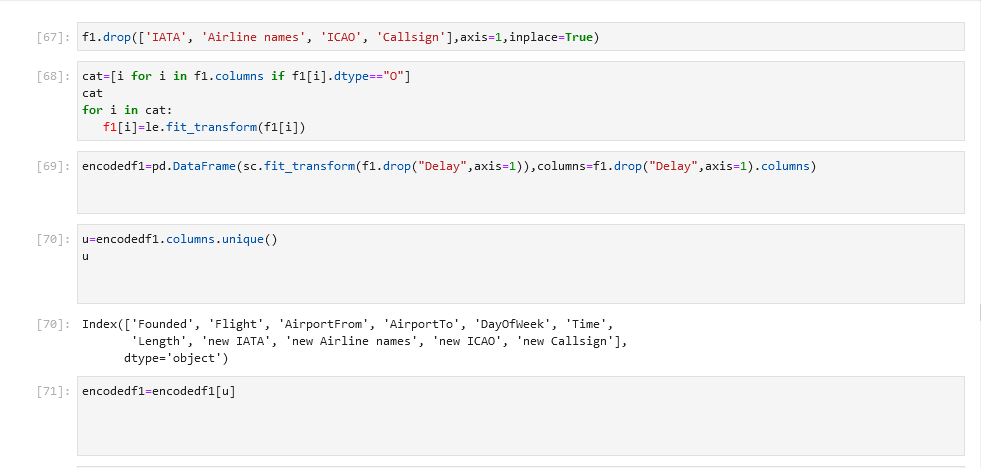 [67]: f1.drop(['IATA', 'Airline names', 'ICAO', 'Callsign'],axis=1,inplace=True)
[68]: cat=[i for i in f1.columns if f1[i].dtype=="O"]
cat
for i in cat:
   f1[i]=le.fit_transform(f1[i])
[69]: encodedf1=pd.DataFrame(sc.fit_transform(f1.drop("Delay",axis=1)),columns=f1.drop("Delay",axis=1).columns)
[70]: u=encodedf1.columns.unique()
u
[70]: Index(['Founded', 'Flight', 'AirportFrom', 'AirportTo', 'DayOfWeek', 'Time',
       'Length', 'new IATA', 'new Airline names', 'new ICAO', 'new Callsign'],
      dtype='object')
[71]: encodedf1=encodedf1[u]